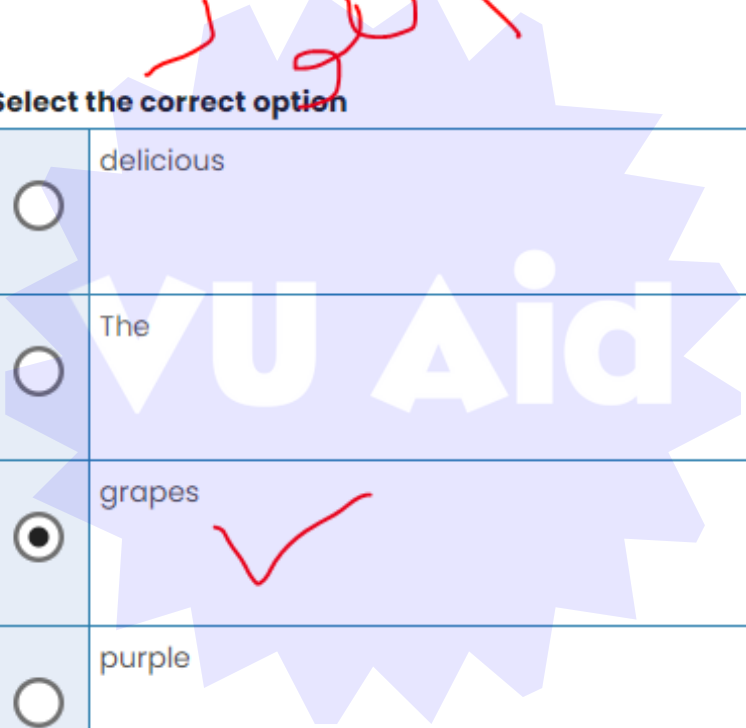 Select the correct option
delicious
The
VU Aid
grapes
purple